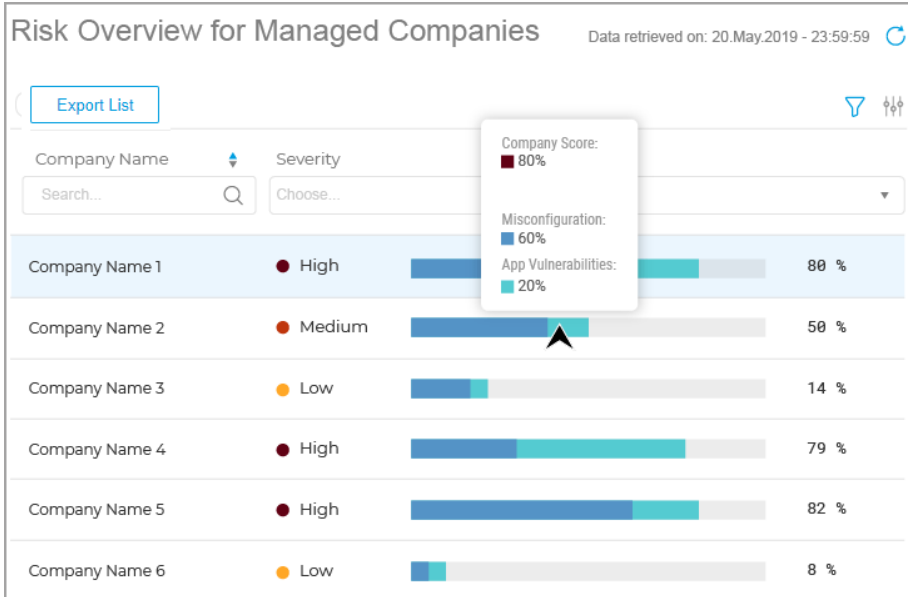 Risk Overview for Managed Companies
Data retrieved on: 20.May.2019 - 23:59:59
Export List
Company Name
Severity
Search...
Choose...
Company Score:
80%
Misconfiguration:
60%
App Vulnerabilities:
20%
Company Name 1 High 80 %
Company Name 2 Medium 50 %
Company Name 3 Low 14 %
Company Name 4 High 79 %
Company Name 5 High 82 %
Company Name 6 Low 8 %